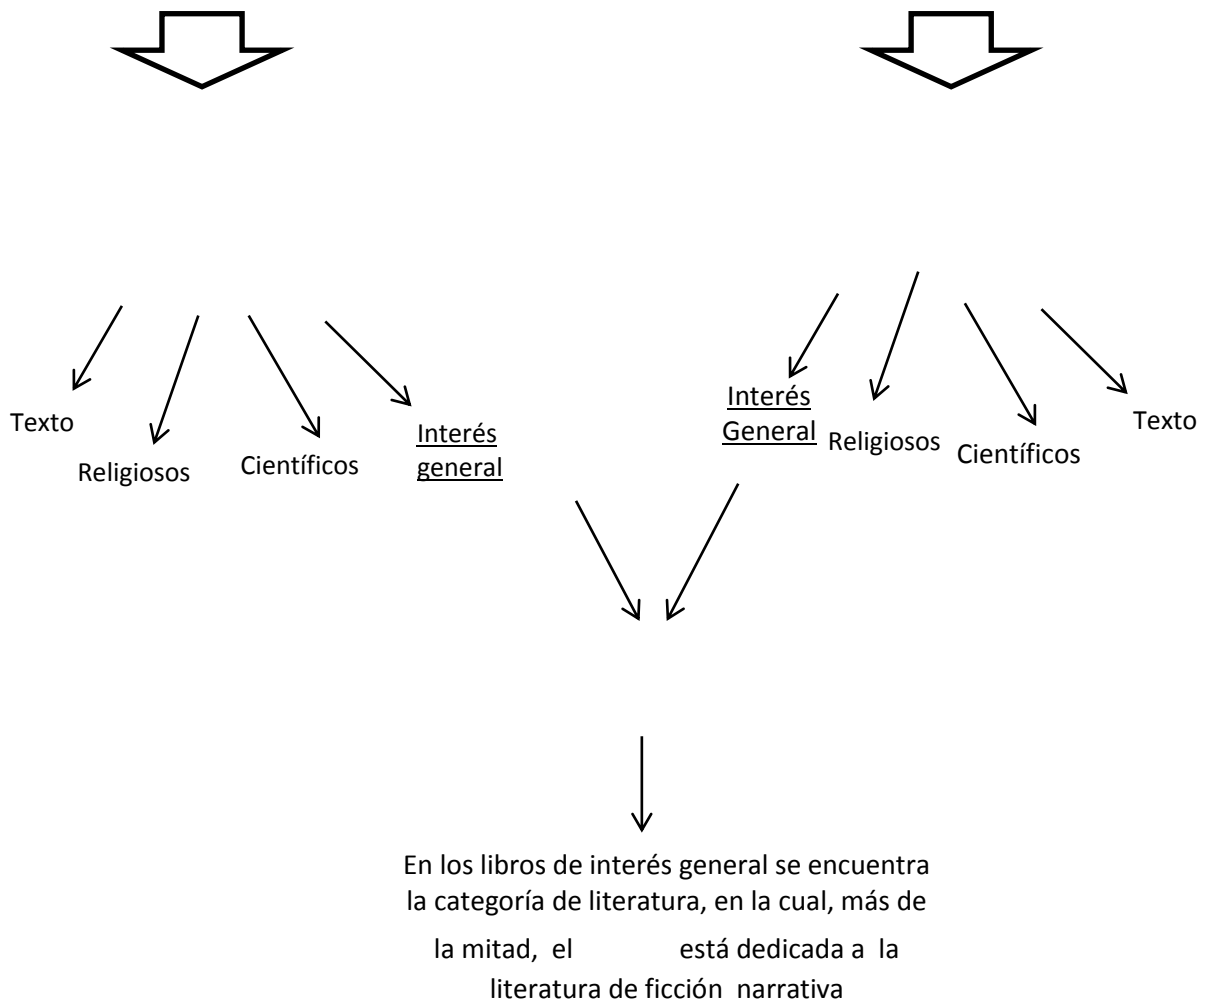 Texto
Religiosos
Científicos
Interés
general
Interés
General
Religiosos
Científicos
Texto
En los libros de interés general se encuentra
la categoría de literatura, en la cual, más de
la mitad, el está dedicada a la
literatura de ficción narrativa